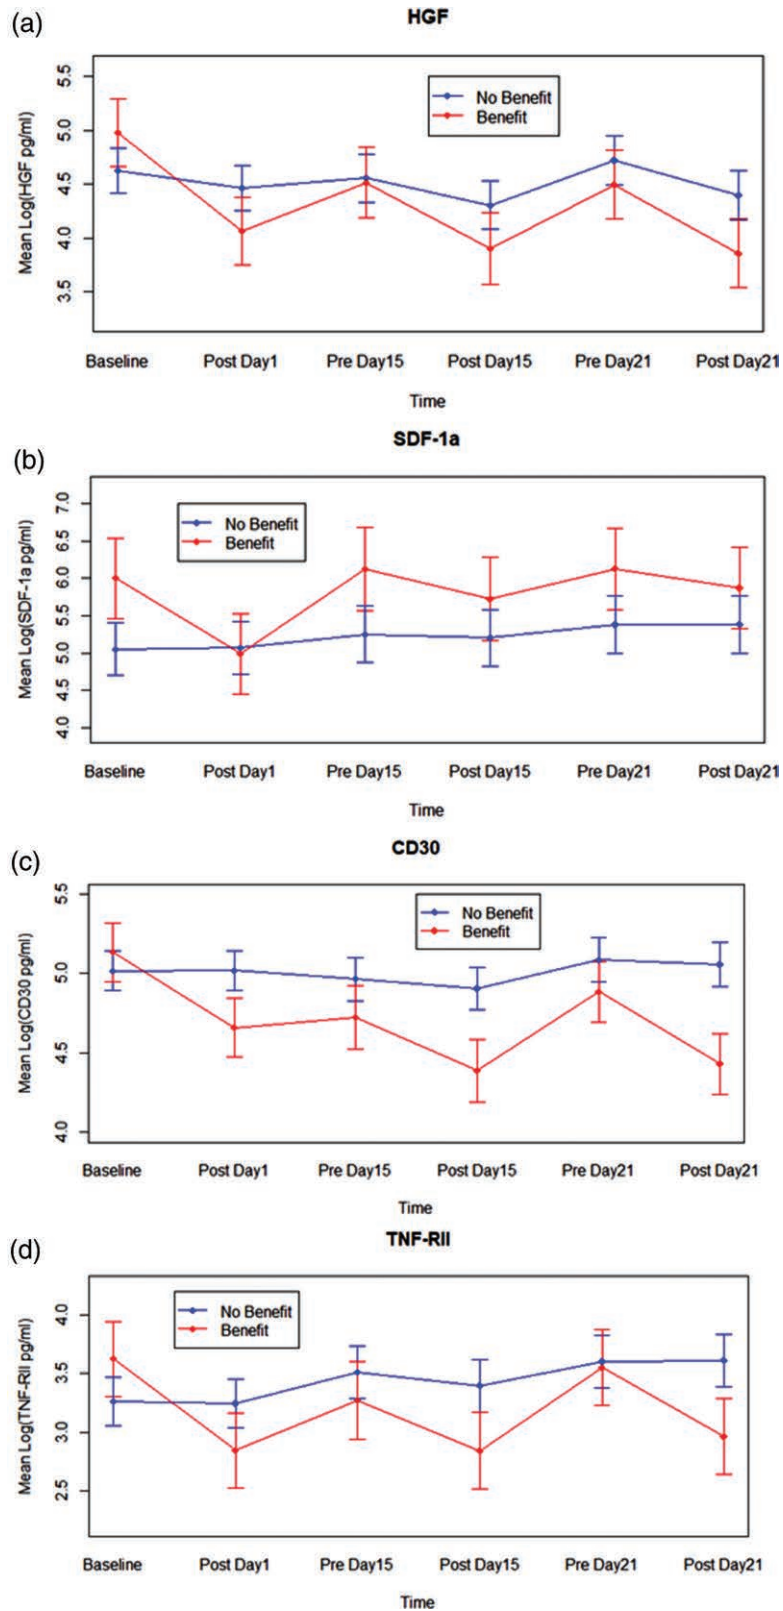 (a)
HGF
Mean Log(HGF pg/ml)
5.5
5.0
4.5
4.0
3.5
No Benefit
Benefit
Baseline Post Day1 Pre Day15 Post Day15 Pre Day21 Post Day21
Time
(b)
SDF-1a
Mean Log(SDF-1a pg/ml)
7.0
6.5
6.0
5.5
5.0
4.5
4.0
No Benefit
Benefit
Baseline Post Day1 Pre Day15 Post Day15 Pre Day21 Post Day21
Time
(c)
CD30
Mean Log(CD30 pg/ml)
5.5
5.0
4.5
4.0
No Benefit
Benefit
Baseline Post Day1 Pre Day15 Post Day15 Pre Day21 Post Day21
Time
(d)
TNF-RII
Mean Log(TNF-RII pg/ml)
4.0
3.5
3.0
2.5
No Benefit
Benefit
Baseline Post Day1 Pre Day15 Post Day15 Pre Day21 Post Day21
Time